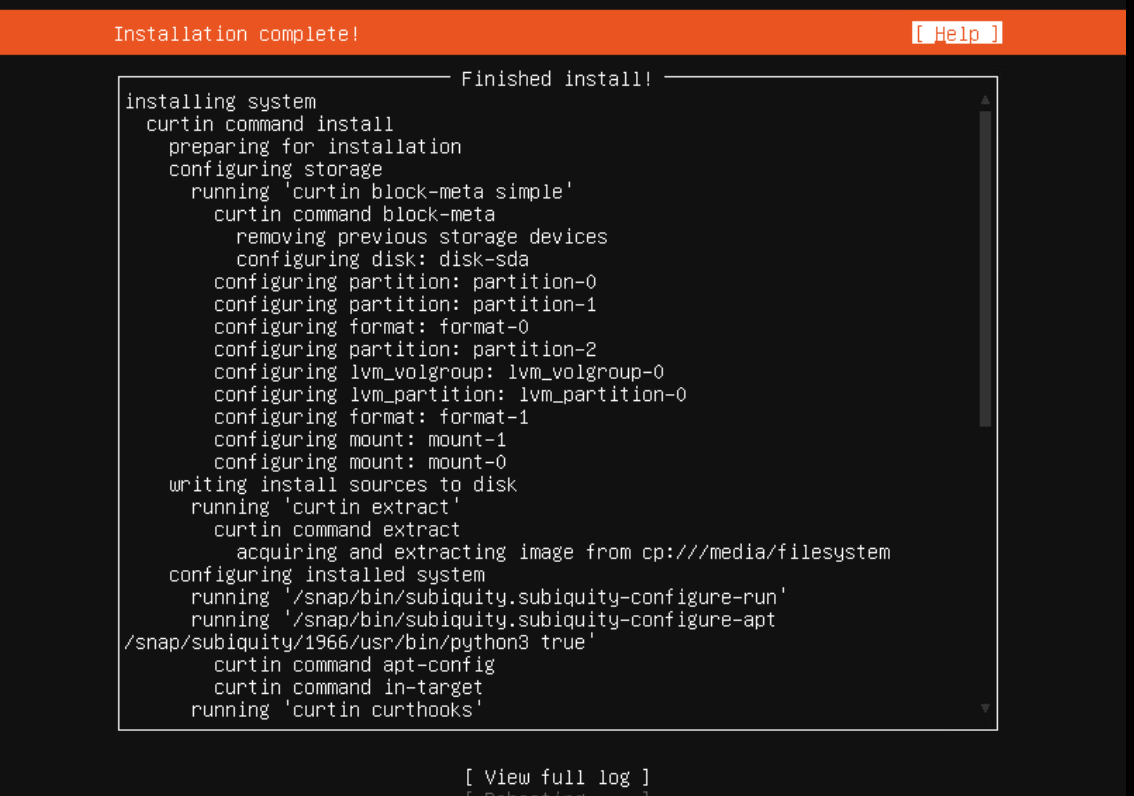 Installation complete! [ Help ]
Finished install!
installing system
curtin command install
preparing for installation
configuring storage
running 'curtin block-meta simple'
curtin command block-meta
removing previous storage devices
configuring disk: disk-sda
configuring partition: partition-0
configuring partition: partition-1
configuring format: format-0
configuring partition: partition-2
configuring lvm_volgroup: lvm_volgroup-0
configuring lvm_partition: lvm_partition-0
configuring format: format-1
configuring mount: mount-1
configuring mount: mount-0
writing install sources to disk
running 'curtin extract'
curtin command extract
acquiring and extracting image from cp:///media/filesystem
configuring installed system
running '/snap/bin/subiquity.subiquity-configure-run'
running '/snap/bin/subiquity.subiquity-configure-apt
/snap/subiquity/1966/usr/bin/python3 true'
curtin command apt-config
curtin command in-target
running 'curtin curthooks'
[ View full log ]